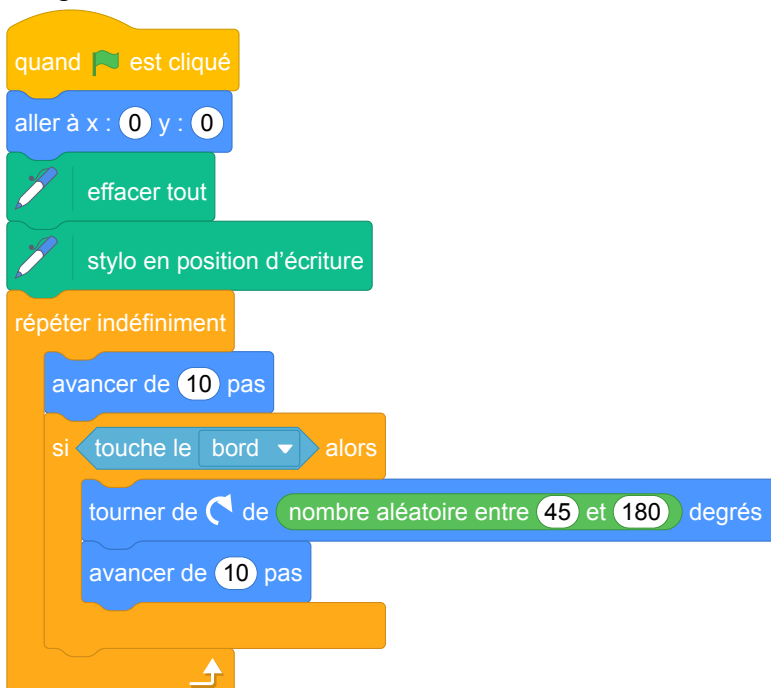 quand est cliqué
aller à x : 0 y : 0
effacer tout
stylo en position d’écriture
répéter indéfiniment
avancer de 10 pas
si touche le bord alors
tourner de de nombre aléatoire entre 45 et 180 degrés
avancer de 10 pas